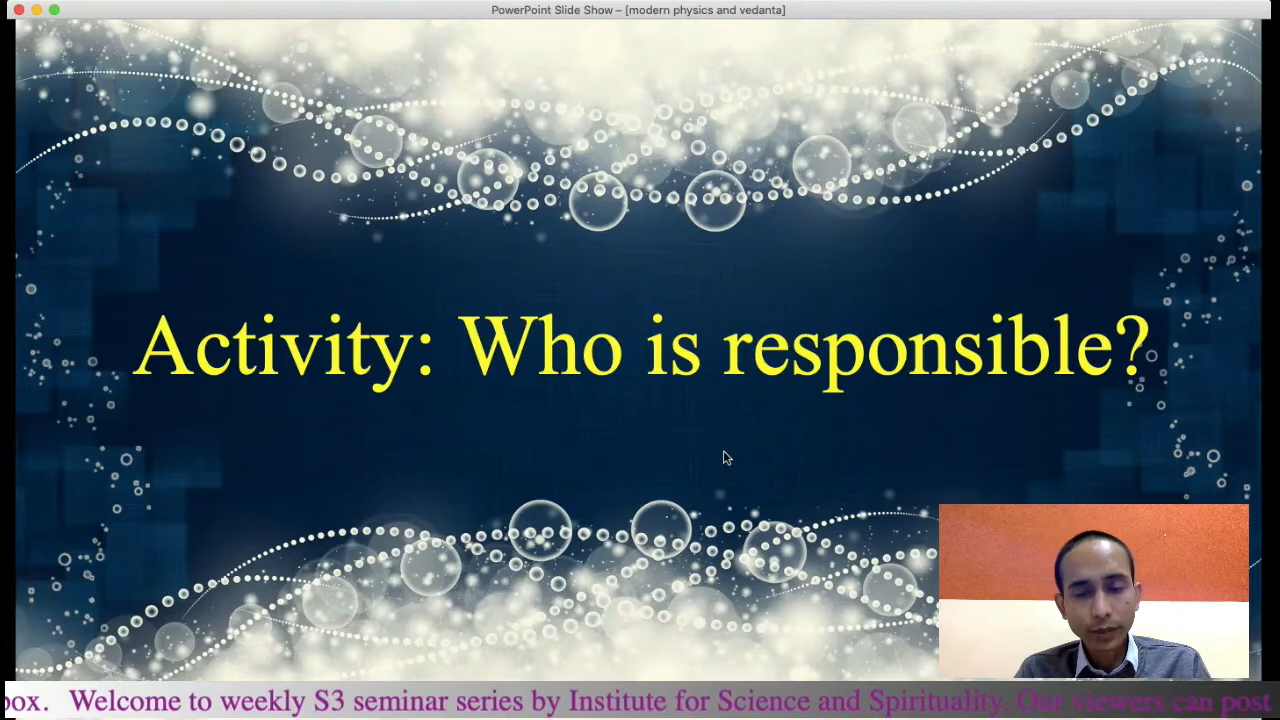 PowerPoint Slide Show – [modern physics and vedanta]
Activity: Who is responsible?
box. Welcome to weekly S3 seminar series by Institute for Science and Spirituality. Our viewers can post